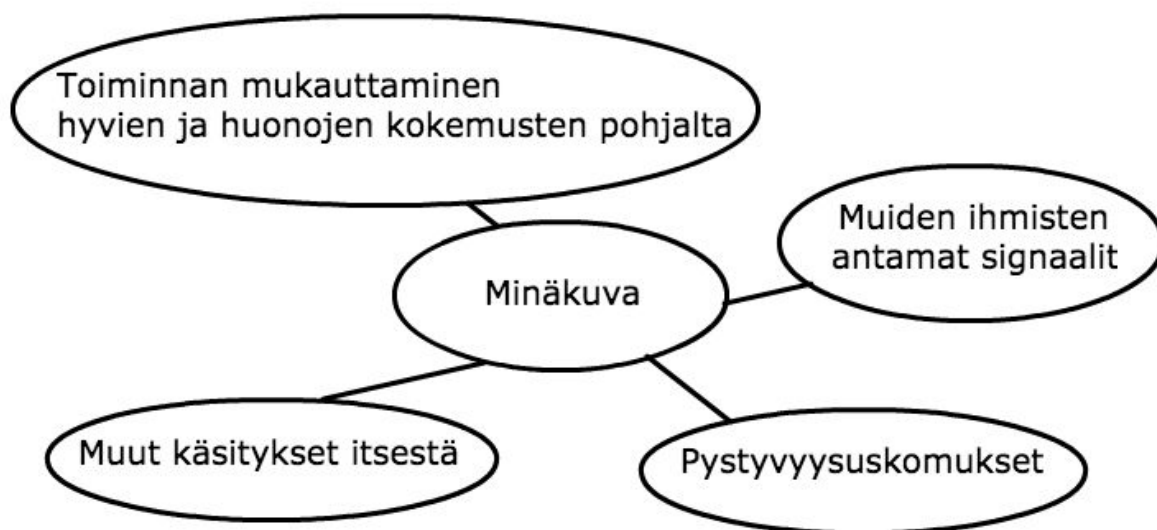 Toiminnan mukauttaminen
hyvien ja huonojen kokemusten pohjalta
Muiden ihmisten
antamat signaalit
Minäkuva
Muut käsitykset itsestä
Pystyvyysuskomukset